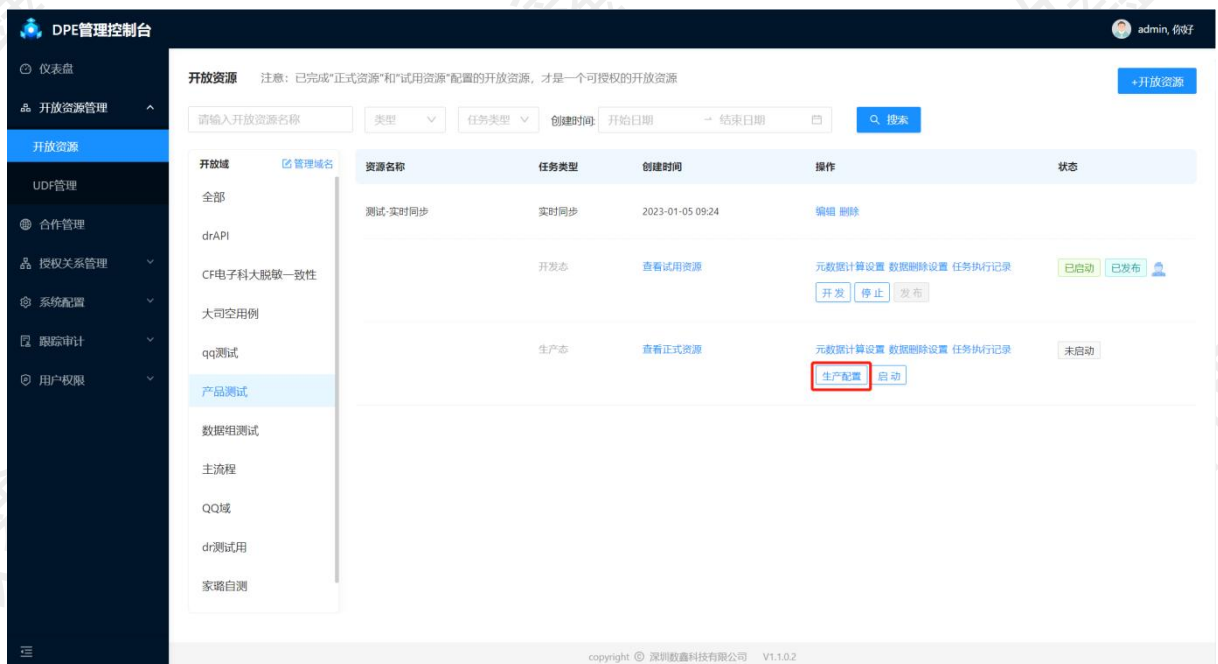 DPE管理控制台
admin, 你好
仪表盘
开放资源管理
开放资源
UDF管理
合作管理
授权关系管理
系统配置
跟踪审计
用户权限
开放资源 注意：已完成"正式资源"和"试用资源"配置的开放资源，才是一个可授权的开放资源
+开放资源
请输入开放资源名称 类型 任务类型 创建时间: 开始日期 → 结束日期 搜索
开放域 管理域名
全部
drAPI
CF电子科大脱敏一致性
大司空用例
qq测试
产品测试
数据组测试
主流程
QQ域
dr测试用
家璐自测
资源名称 任务类型 创建时间 操作 状态
测试-实时同步 实时同步 2023-01-05 09:24 编辑 删除
开发态 查看试用资源 元数据计算设置 数据删除设置 任务执行记录 已启动 已发布
开发 停止 发布
生产态 查看正式资源 元数据计算设置 数据删除设置 任务执行记录 未启动
生产配置 启动
copyright © 深圳数鑫科技有限公司 V1.1.0.2